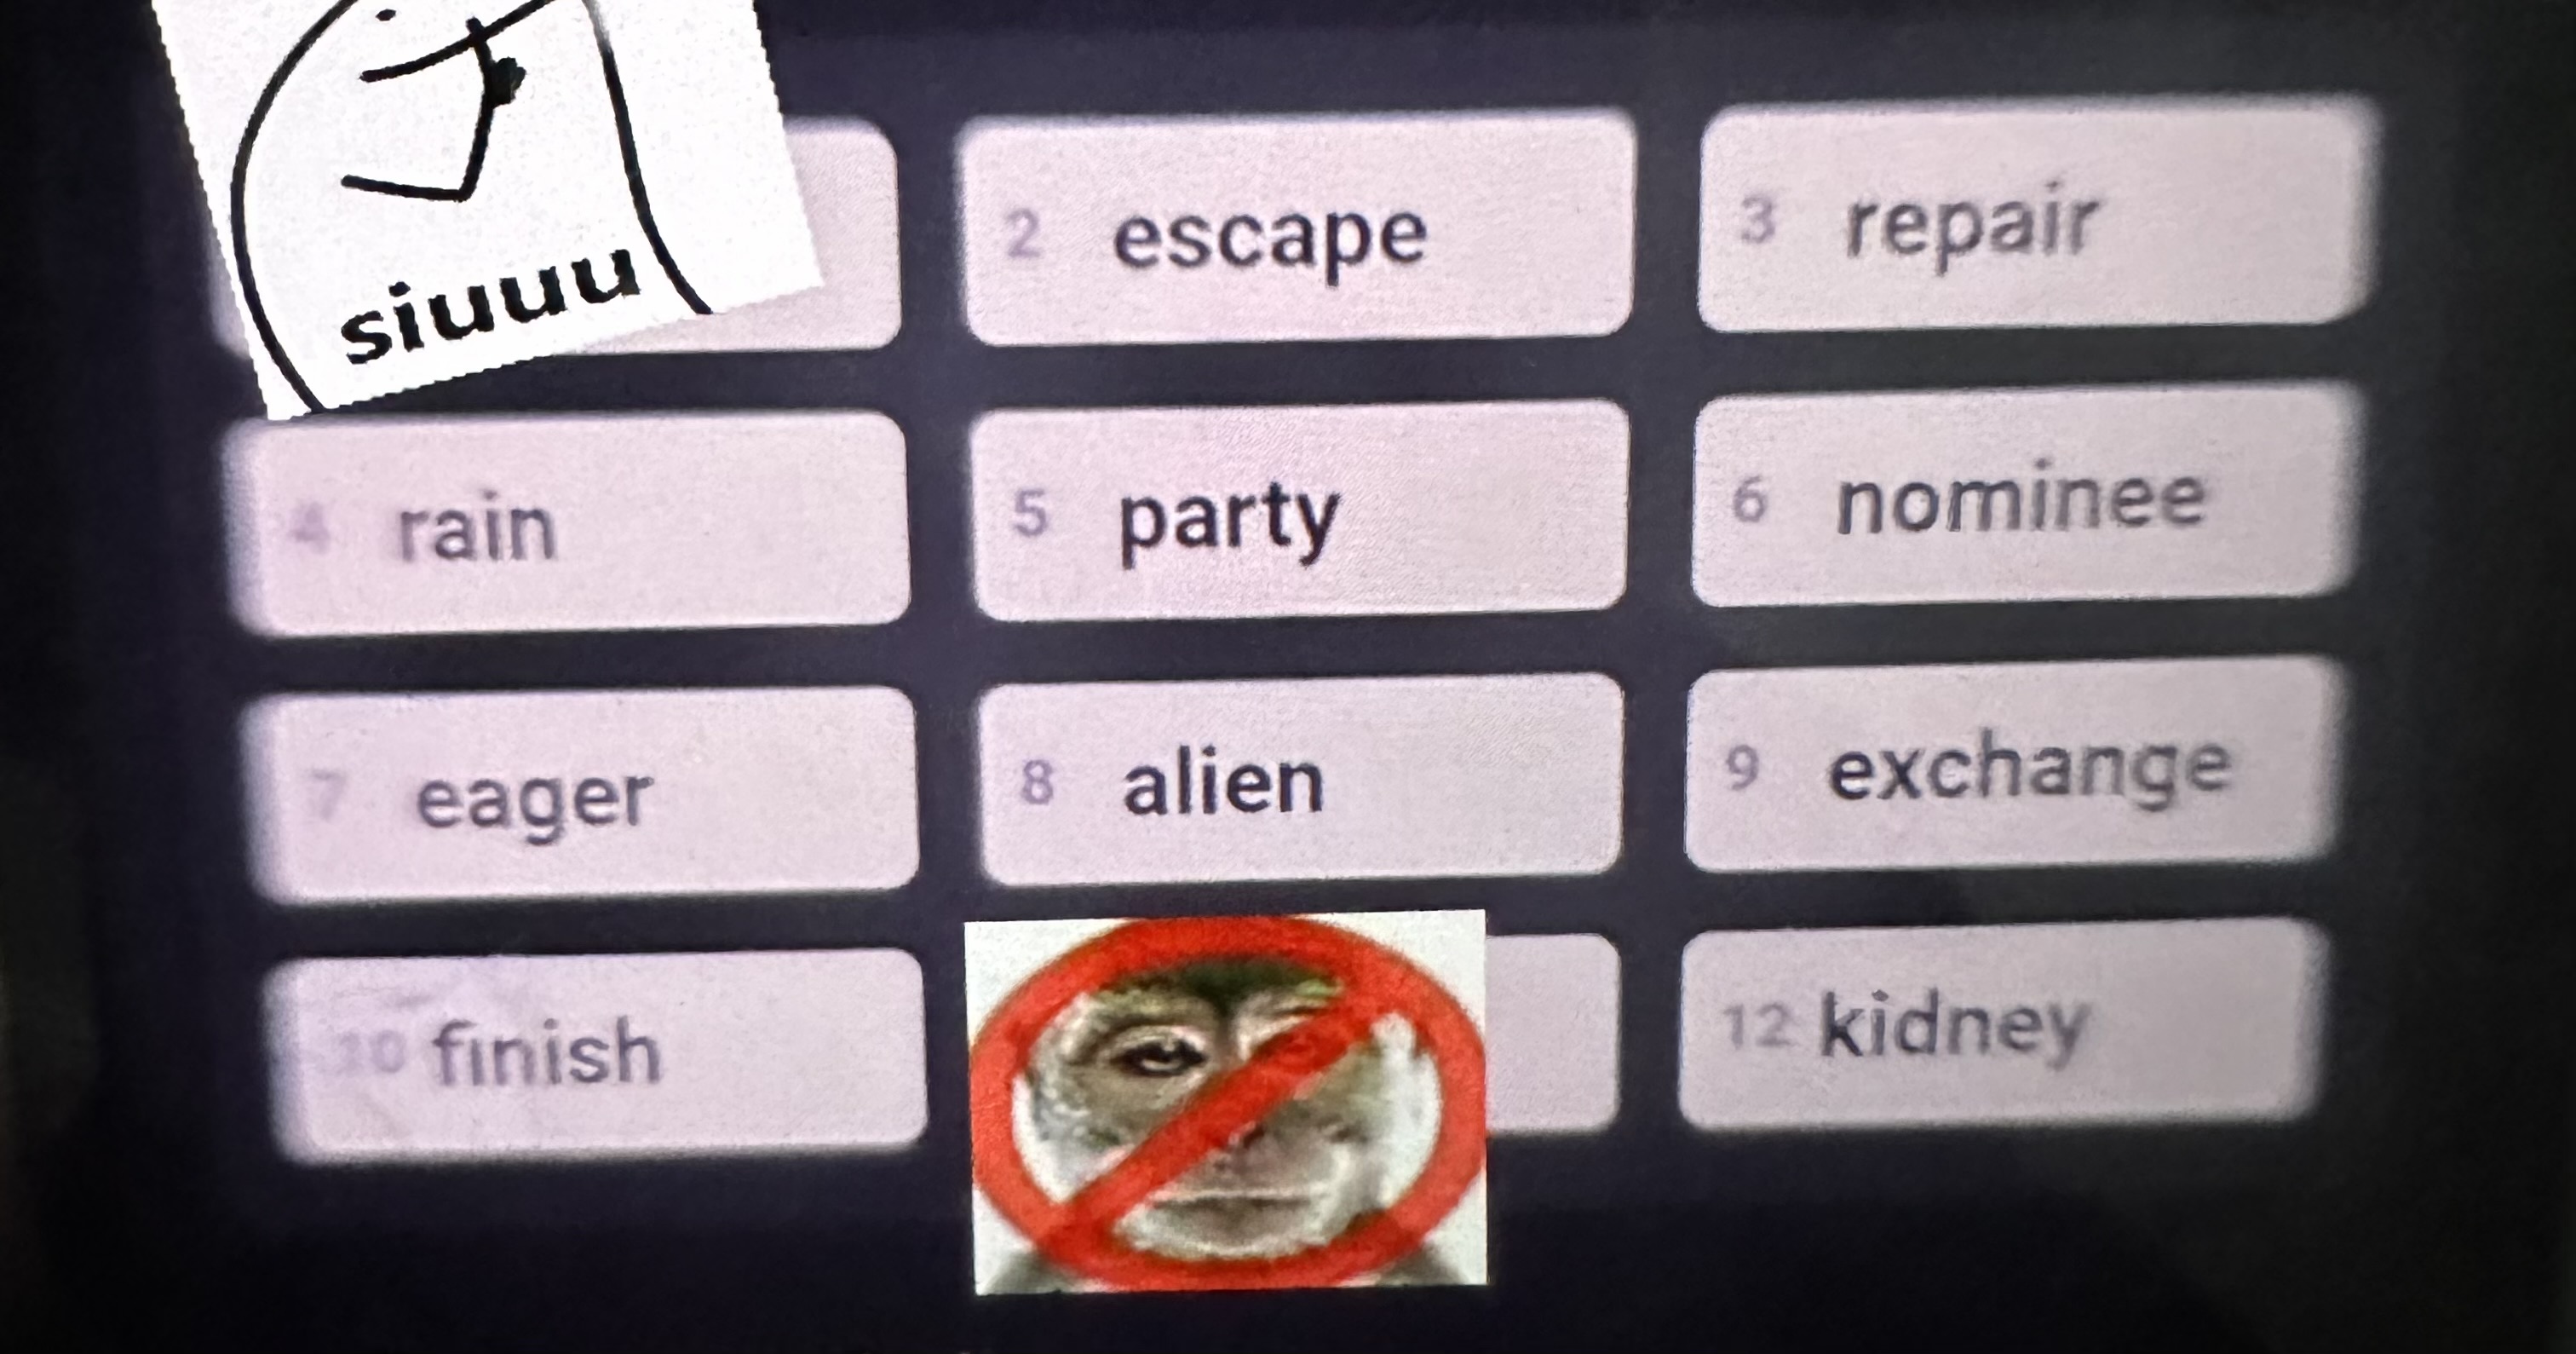 siuuu
2 escape
3 repair
4 rain
5 party
6 nominee
7 eager
8 alien
9 exchange
10 finish
12 kidney